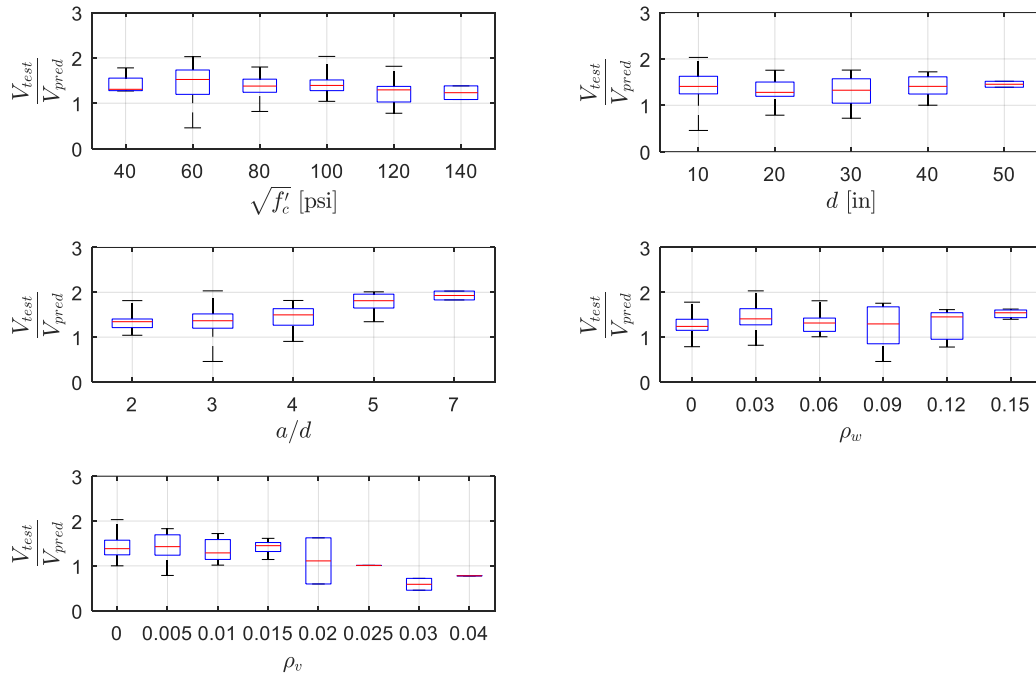 3
2
1
0
V_test / V_pred
40 60 80 100 120 140
√f'_c [psi]
3
2
1
0
V_test / V_pred
10 20 30 40 50
d [in]
3
2
1
0
V_test / V_pred
2 3 4 5 7
a/d
3
2
1
0
V_test / V_pred
0 0.03 0.06 0.09 0.12 0.15
ρ_w
3
2
1
0
V_test / V_pred
0 0.005 0.01 0.015 0.02 0.025 0.03 0.04
ρ_v